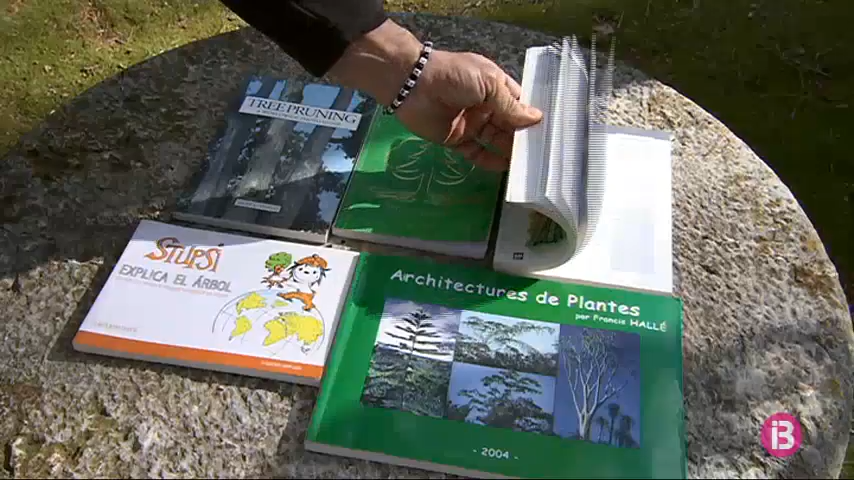 TREE PRUNING
STUPSI
EXPLICA EL ÁRBOL
Architectures de Plantes
par Francis HALLÉ
- 2004 -
iB